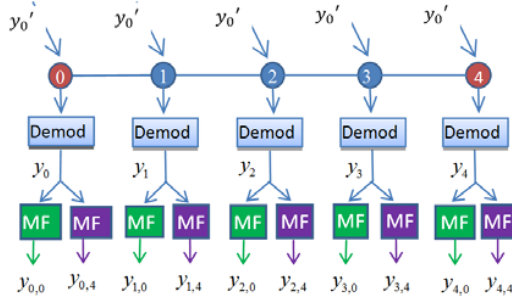 y₀′ y₀′ y₀′ y₀′ y₀′
0 1 2 3 4
Demod Demod Demod Demod Demod
y₀ y₁ y₂ y₃ y₄
MF MF MF MF MF MF MF MF MF MF
y₀,₀ y₀,₄ y₁,₀ y₁,₄ y₂,₀ y₂,₄ y₃,₀ y₃,₄ y₄,₀ y₄,₄